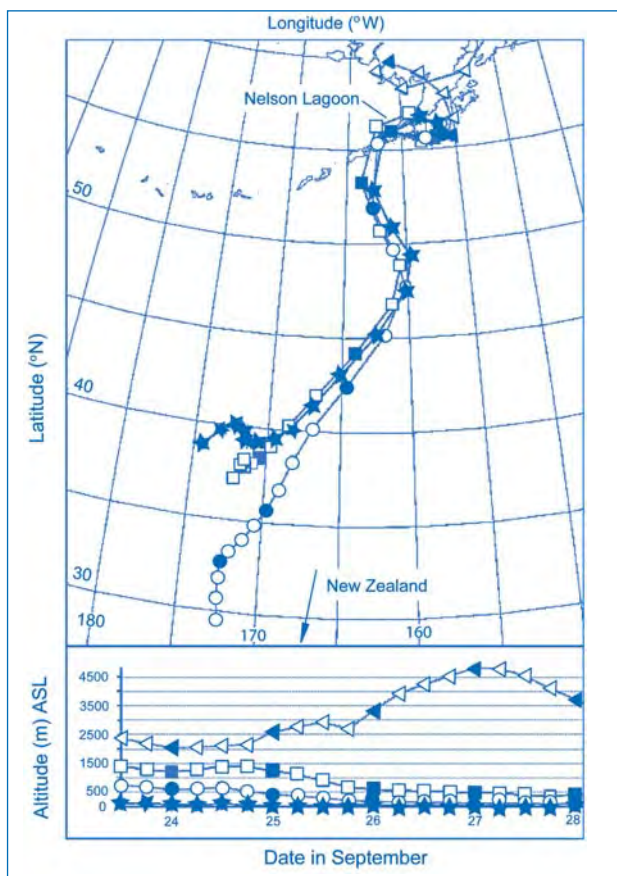 Longitude (°W)
Nelson Lagoon
50
Latitude (°N)
40
30
New Zealand
180
170
160
Altitude (m) ASL
4500
3500
2500
1500
500
0
24
25
26
27
28
Date in September